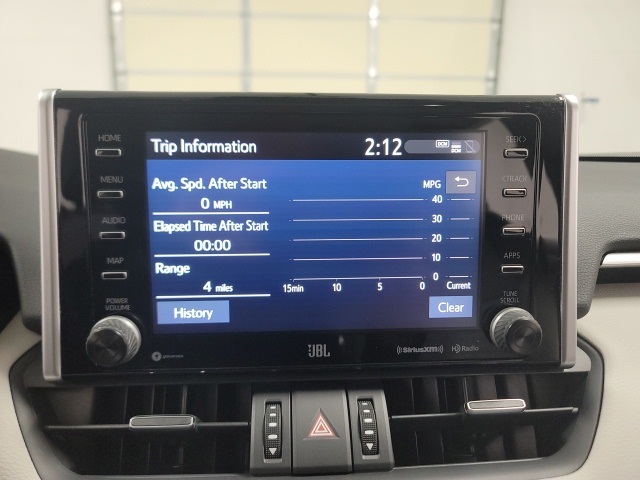 HOME
MENU
AUDIO
MAP
POWER
VOLUME
Trip Information
2:12
DCM
DCM
Avg. Spd. After Start
0 MPH
Elapsed Time After Start
00:00
Range
4 miles
History
MPG
40
30
20
10
0
15min 10 5 0 Current
Clear
SEEK>
<TRACK
PHONE
APPS
TUNE
SCROLL
JBL
((SiriusXM))
HD Radio